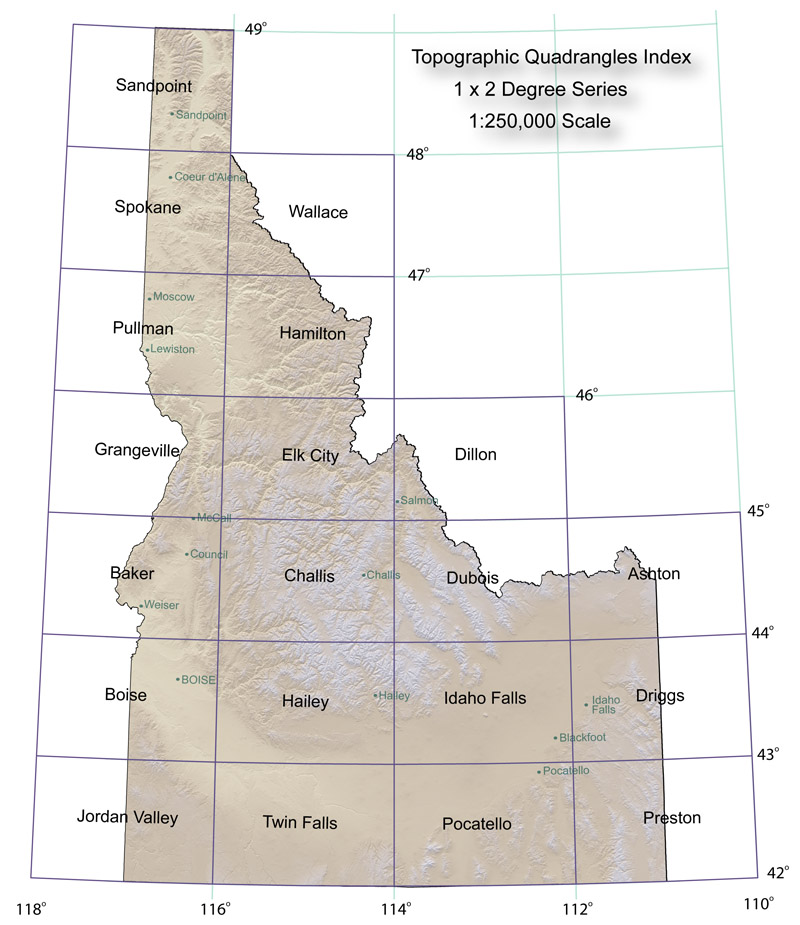 49°
Topographic Quadrangles Index
1 x 2 Degree Series
1:250,000 Scale
Sandpoint
Sandpoint
48°
Coeur d'Alene
Spokane
Wallace
47°
Moscow
Pullman
Hamilton
Lewiston
46°
Grangeville
Elk City
Dillon
Salmon
45°
McCall
Council
Baker
Challis
Challis
Dubois
Ashton
Weiser
44°
BOISE
Boise
Hailey
Hailey
Idaho Falls
Idaho
Falls
Driggs
Blackfoot
43°
Pocatello
Jordan Valley
Twin Falls
Pocatello
Preston
42°
118°
116°
114°
112°
110°